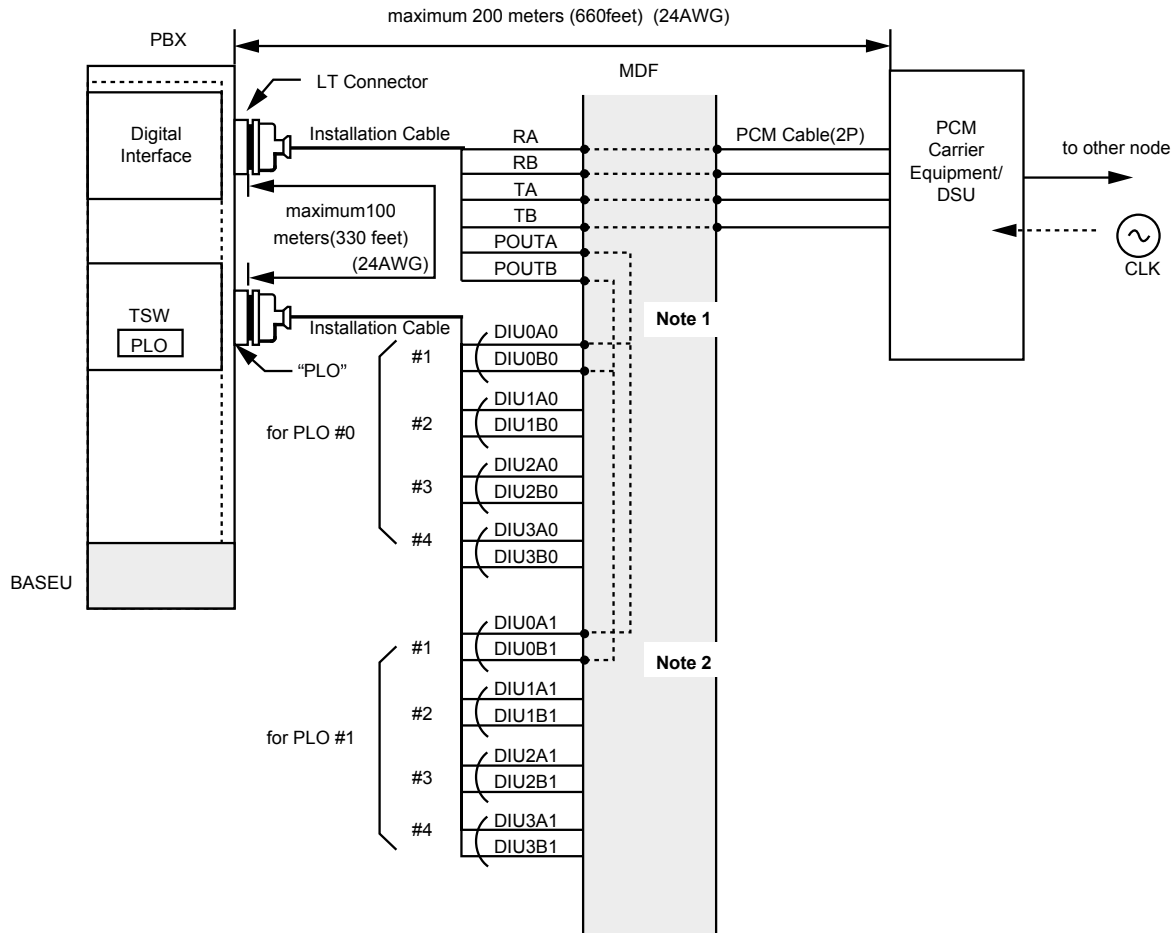 maximum 200 meters (660feet) (24AWG)
PBX
MDF
LT Connector
Digital
Interface
Installation Cable
RA
RB
TA
TB
POUTA
POUTB
PCM Cable(2P)
PCM
Carrier
Equipment/
DSU
to other node
CLK
maximum100
meters(330 feet)
(24AWG)
TSW
PLO
Installation Cable
“PLO”
Note 1
for PLO #0
#1
DIU0A0
DIU0B0
#2
DIU1A0
DIU1B0
#3
DIU2A0
DIU2B0
#4
DIU3A0
DIU3B0
BASEU
for PLO #1
#1
DIU0A1
DIU0B1
Note 2
#2
DIU1A1
DIU1B1
#3
DIU2A1
DIU2B1
#4
DIU3A1
DIU3B1